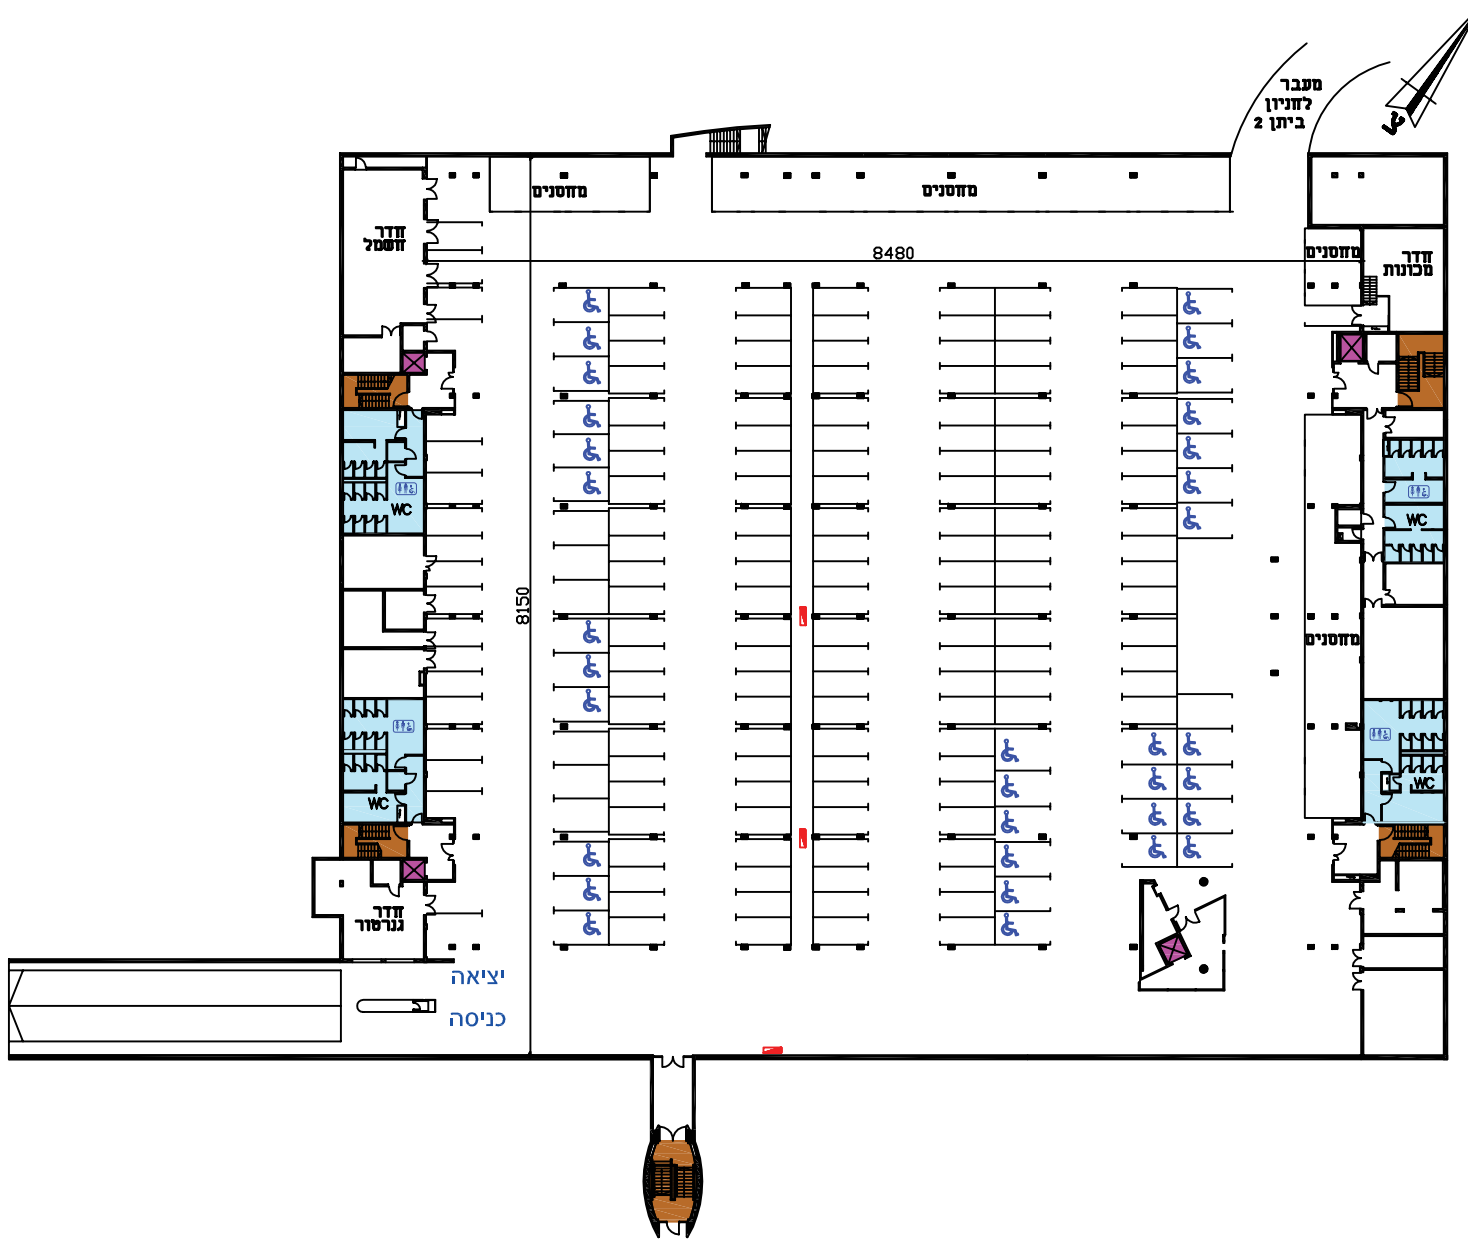 מעבר
לחניון
ביתן 2
מחסנים
מחסנים
חדר
חשמל
8480
מחסנים
חדר
מכונות
WC
WC
8150
מחסנים
WC
WC
חדר
גנרטור
יציאה
כניסה